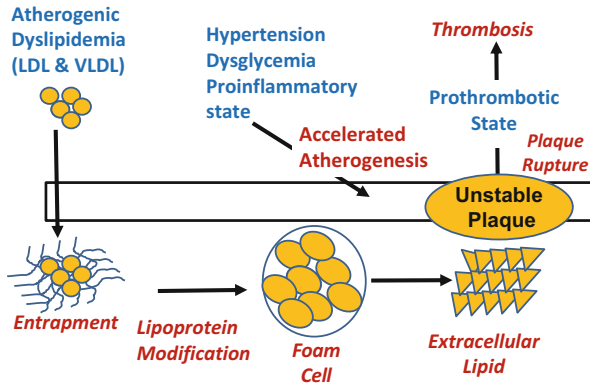 Atherogenic
Dyslipidemia
(LDL & VLDL)
Hypertension
Dysglycemia
Proinflammatory
state
Accelerated
Atherogenesis
Thrombosis
Prothrombotic
State
Plaque
Rupture
Unstable
Plaque
Entrapment
Lipoprotein
Modification
Foam
Cell
Extracellular
Lipid